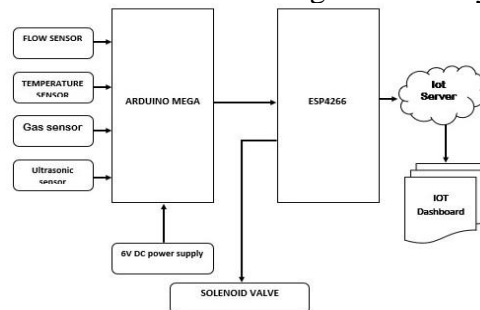 FLOW SENSOR
TEMPERATURE
SENSOR
Gas sensor
Ultrasonic
sensor
ARDUINO MEGA
6V DC power supply
ESP4266
SOLENOID VALVE
Iot
Server
IOT
Dashboard